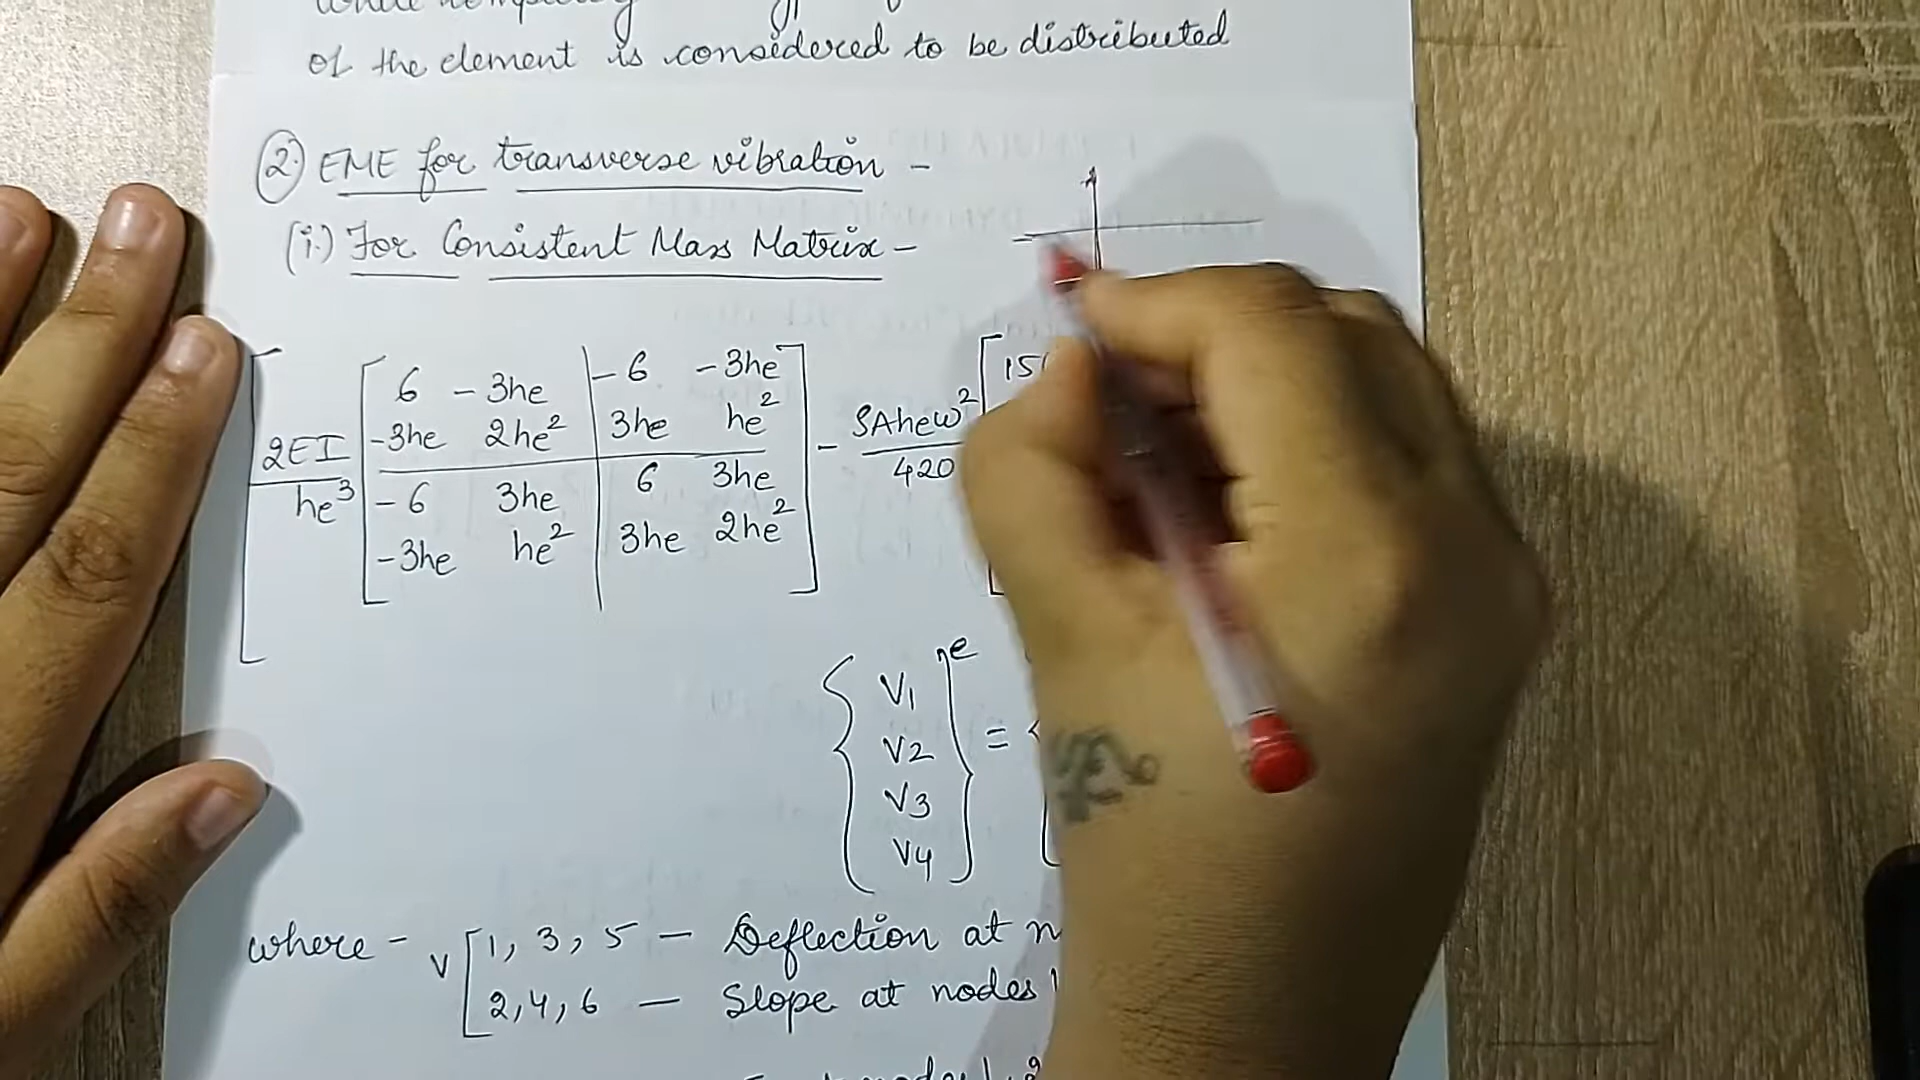 of the element is considered to be distributed
2. EME for transverse vibration -
(i.) For Consistent Mass Matrix -
6 -3he -6 -3he
-3he 2he² 3he he²
2EI/he³ - ρAheω²/420
-6 3he 6 3he
-3he he² 3he 2he²
e
V1
V2 =
V3
V4
where - V 1, 3, 5 - Deflection at
2, 4, 6 - Slope at nodes